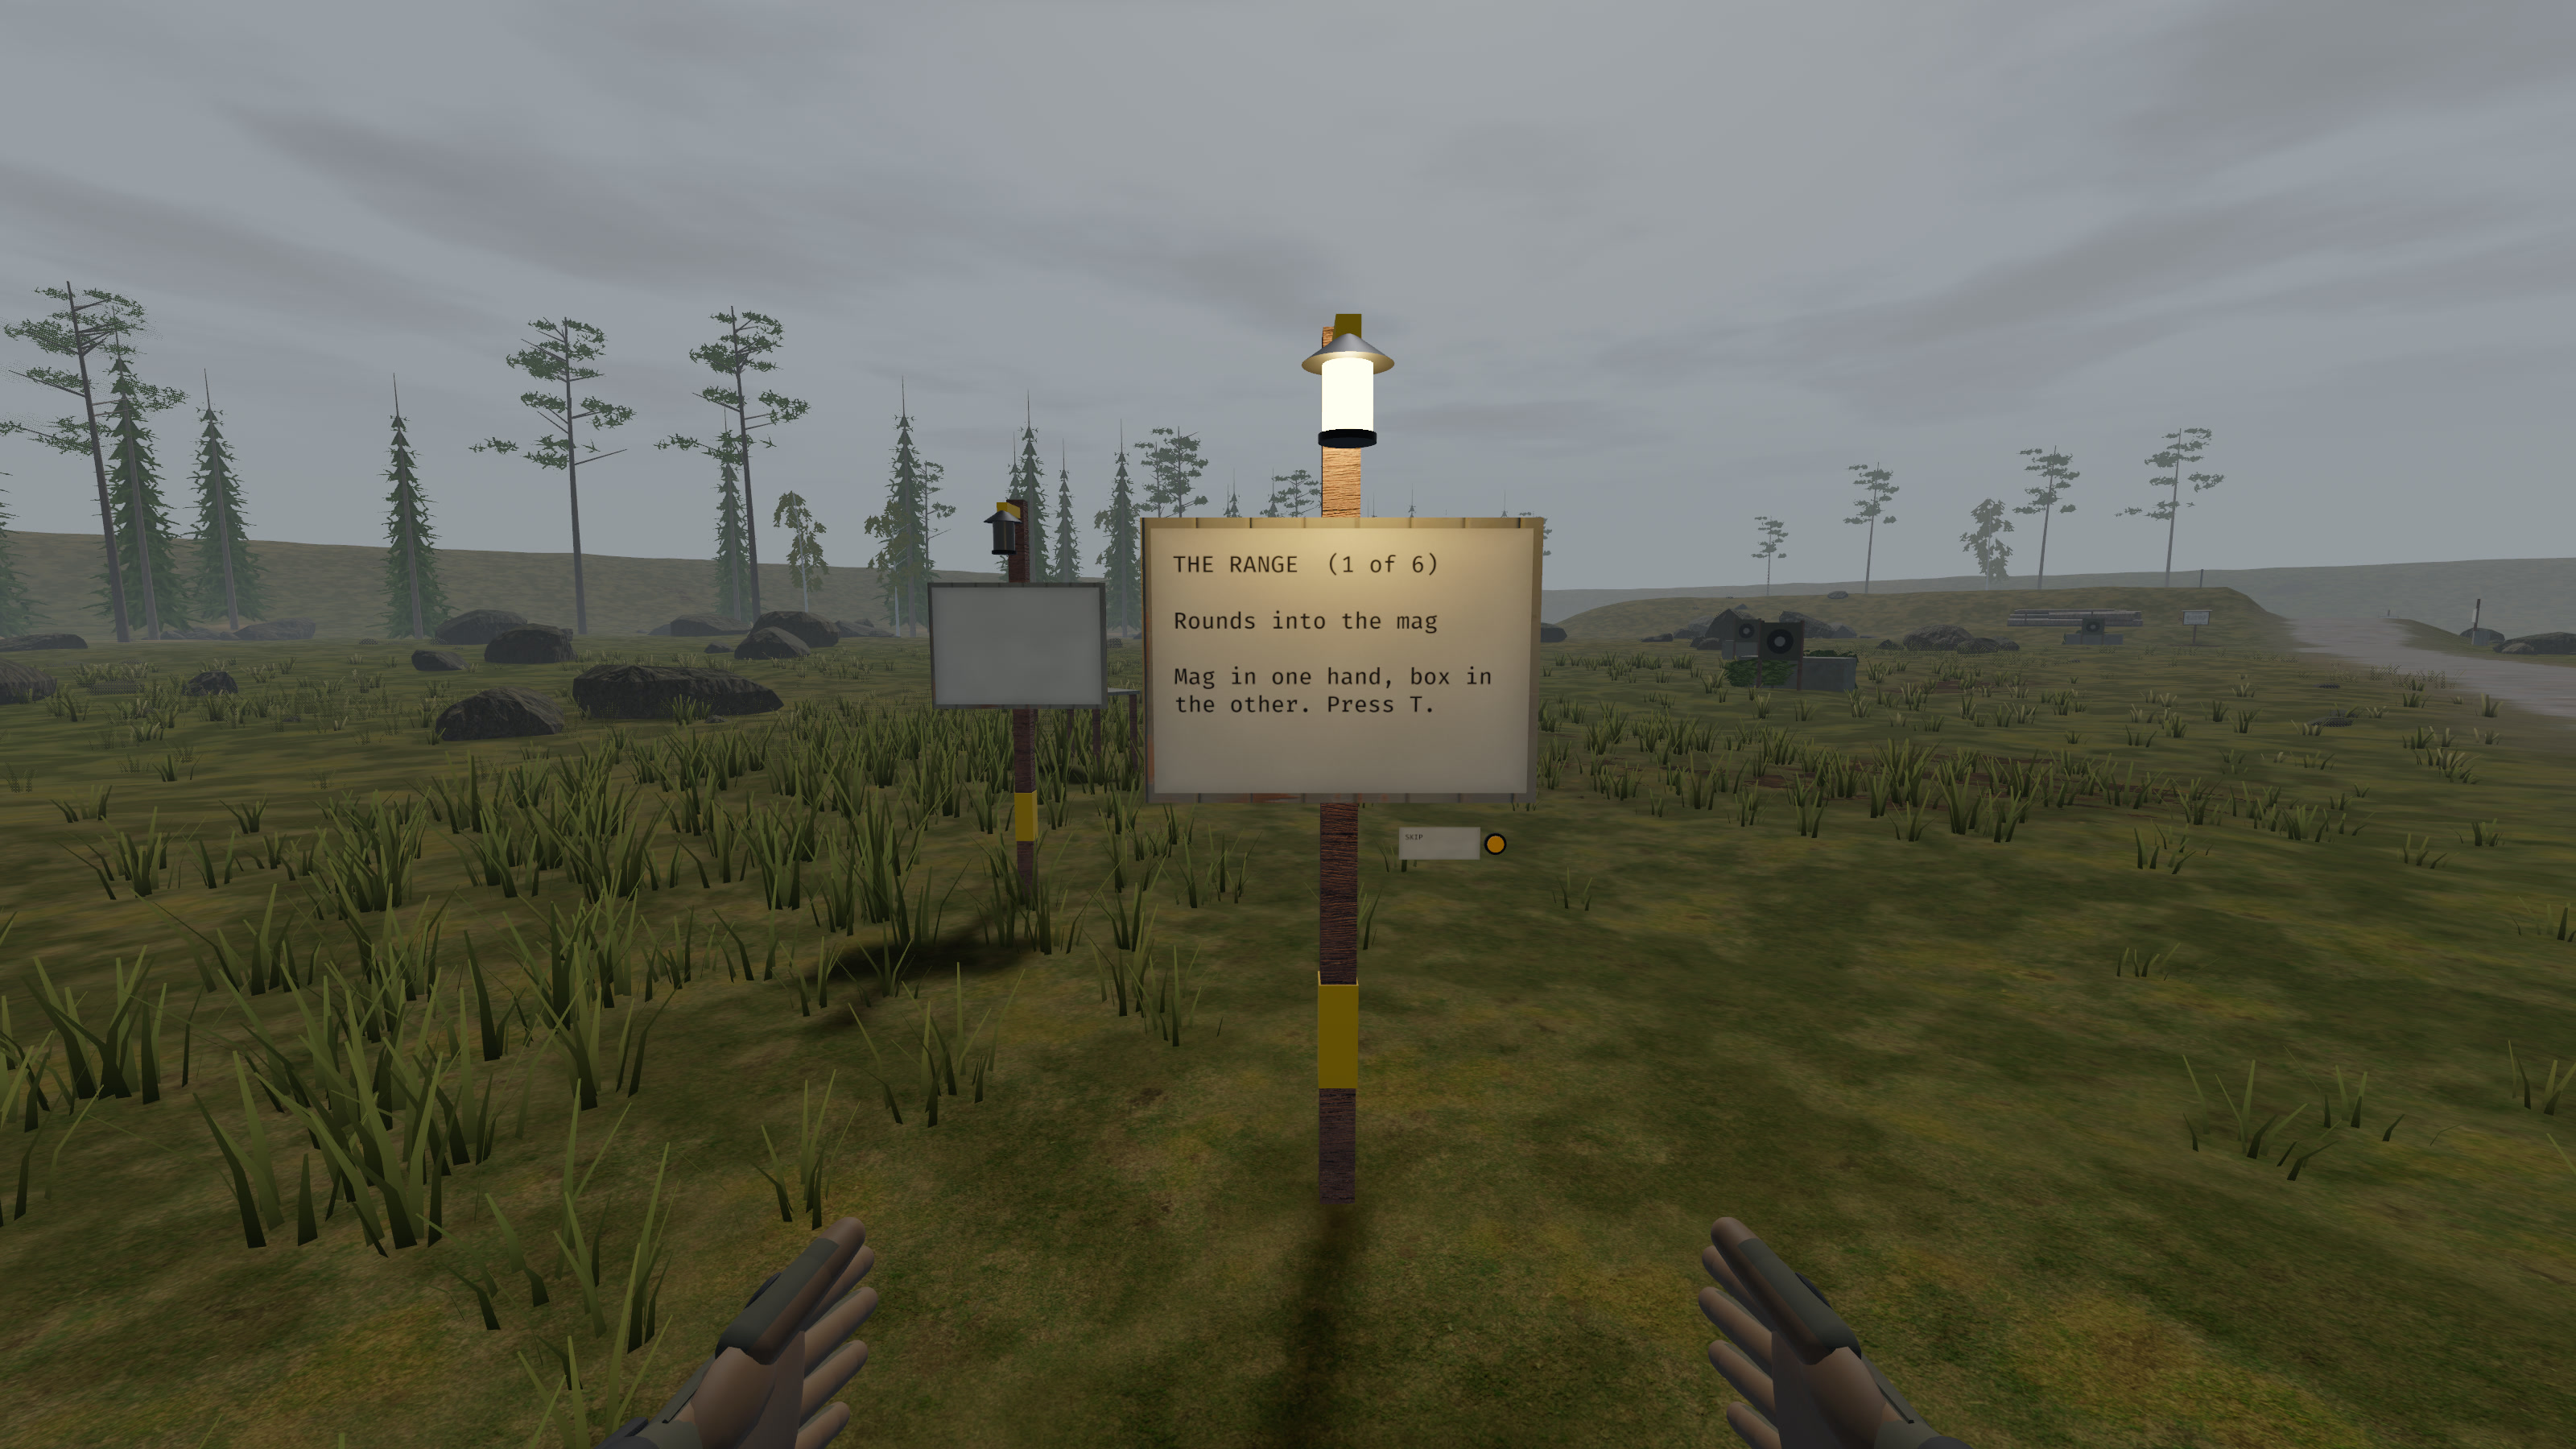 THE RANGE (1 of 6)
Rounds into the mag
Mag in one hand, box in
the other. Press T.
SKIP